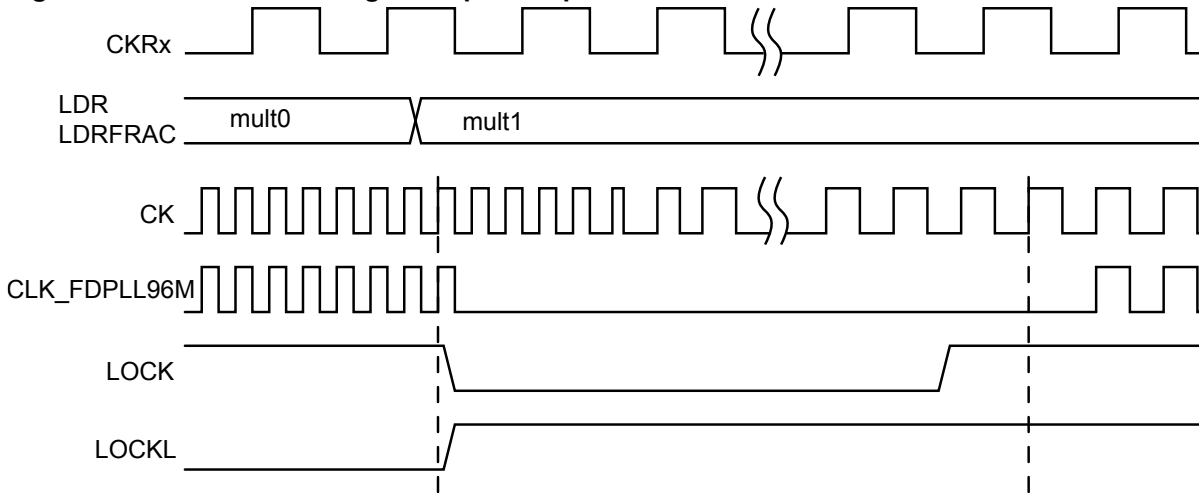 CKRx
LDR
LDRFRAC
mult0
mult1
CK
CLK_FDPLL96M
LOCK
LOCKL